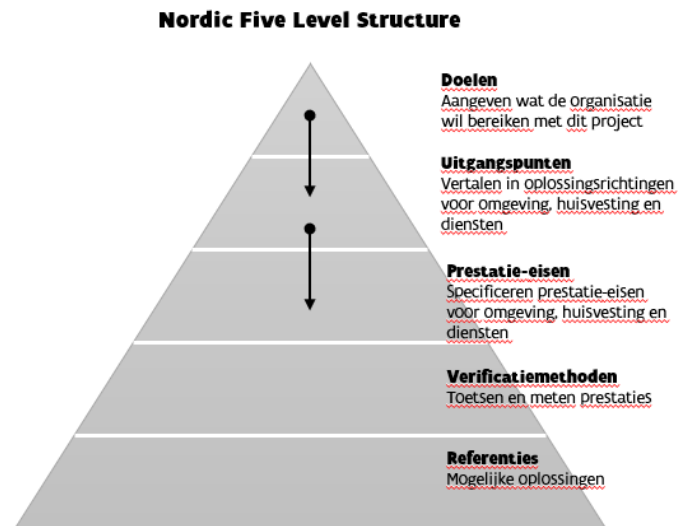 Nordic Five Level Structure
Doelen
Aangeven wat de organisatie
wil bereiken met dit project
Uitgangspunten
Vertalen in oplossingsrichtingen
voor omgeving, huisvesting en
diensten
Prestatie-eisen
Specificeren prestatie-eisen
voor omgeving, huisvesting en
diensten
Verificatiemethoden
Toetsen en meten prestaties
Referenties
Mogelijke oplossingen